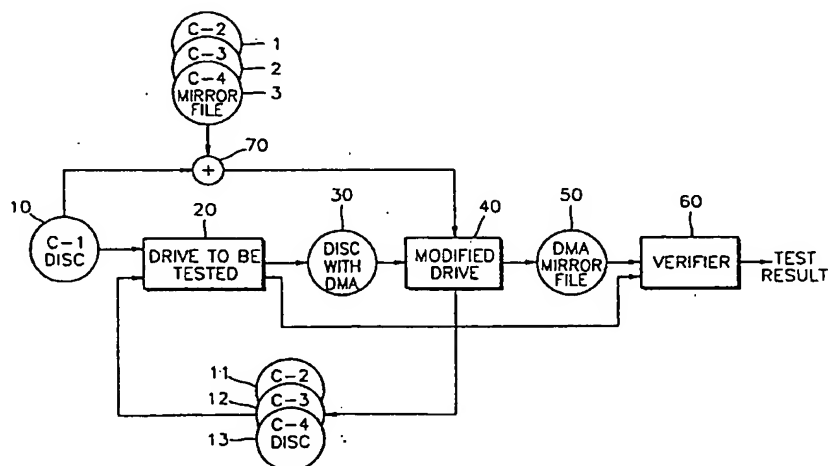 C-2
1
C-3
2
C-4
MIRROR
FILE
3
+
70
10
C-1
DISC
20
DRIVE TO BE
TESTED
30
DISC
WITH
DMA
40
MODIFIED
DRIVE
50
DMA
MIRROR
FILE
60
VERIFIER
TEST
RESULT
11
C-2
12
C-3
13
C-4
DISC